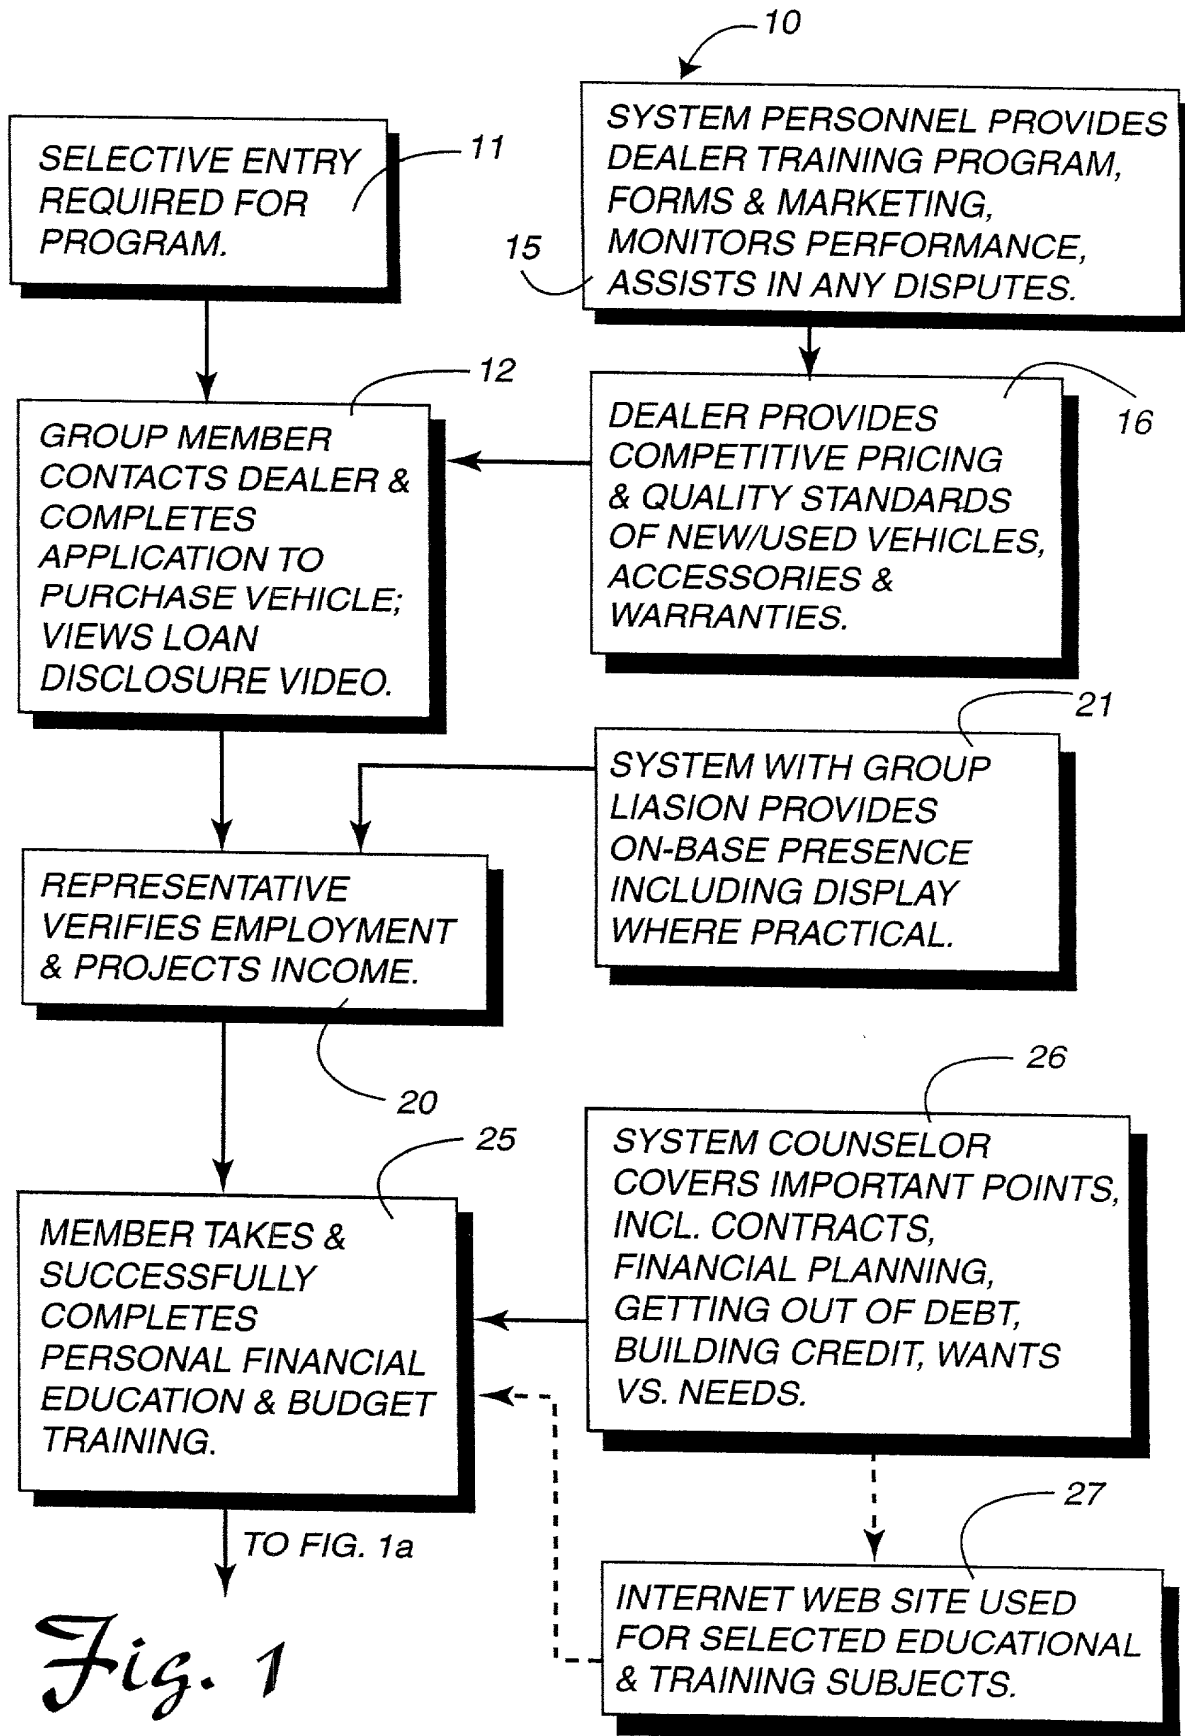 10
SYSTEM PERSONNEL PROVIDES
DEALER TRAINING PROGRAM,
FORMS & MARKETING,
MONITORS PERFORMANCE,
ASSISTS IN ANY DISPUTES.
15
SELECTIVE ENTRY
REQUIRED FOR
PROGRAM.
11
12
GROUP MEMBER
CONTACTS DEALER &
COMPLETES
APPLICATION TO
PURCHASE VEHICLE;
VIEWS LOAN
DISCLOSURE VIDEO.
16
DEALER PROVIDES
COMPETITIVE PRICING
& QUALITY STANDARDS
OF NEW/USED VEHICLES,
ACCESSORIES &
WARRANTIES.
21
SYSTEM WITH GROUP
LIASION PROVIDES
ON-BASE PRESENCE
INCLUDING DISPLAY
WHERE PRACTICAL.
REPRESENTATIVE
VERIFIES EMPLOYMENT
& PROJECTS INCOME.
20
25
MEMBER TAKES &
SUCCESSFULLY
COMPLETES
PERSONAL FINANCIAL
EDUCATION & BUDGET
TRAINING.
26
SYSTEM COUNSELOR
COVERS IMPORTANT POINTS,
INCL. CONTRACTS,
FINANCIAL PLANNING,
GETTING OUT OF DEBT,
BUILDING CREDIT, WANTS
VS. NEEDS.
27
INTERNET WEB SITE USED
FOR SELECTED EDUCATIONAL
& TRAINING SUBJECTS.
TO FIG. 1a
Fig. 1